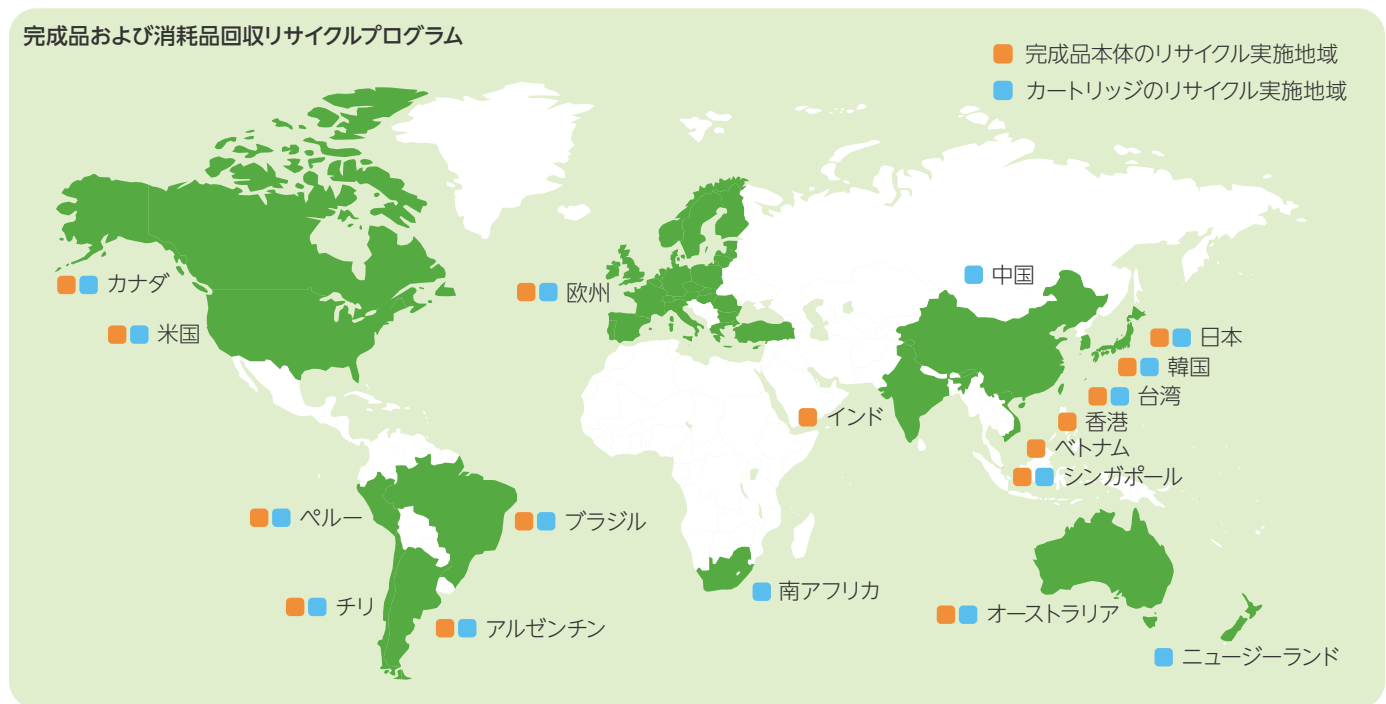 完成品および消耗品回収リサイクルプログラム
完成品本体のリサイクル実施地域
カートリッジのリサイクル実施地域
カナダ
米国
欧州
中国
日本
韓国
台湾
香港
ベトナム
シンガポール
インド
ペルー
ブラジル
チリ
アルゼンチン
南アフリカ
オーストラリア
ニュージーランド